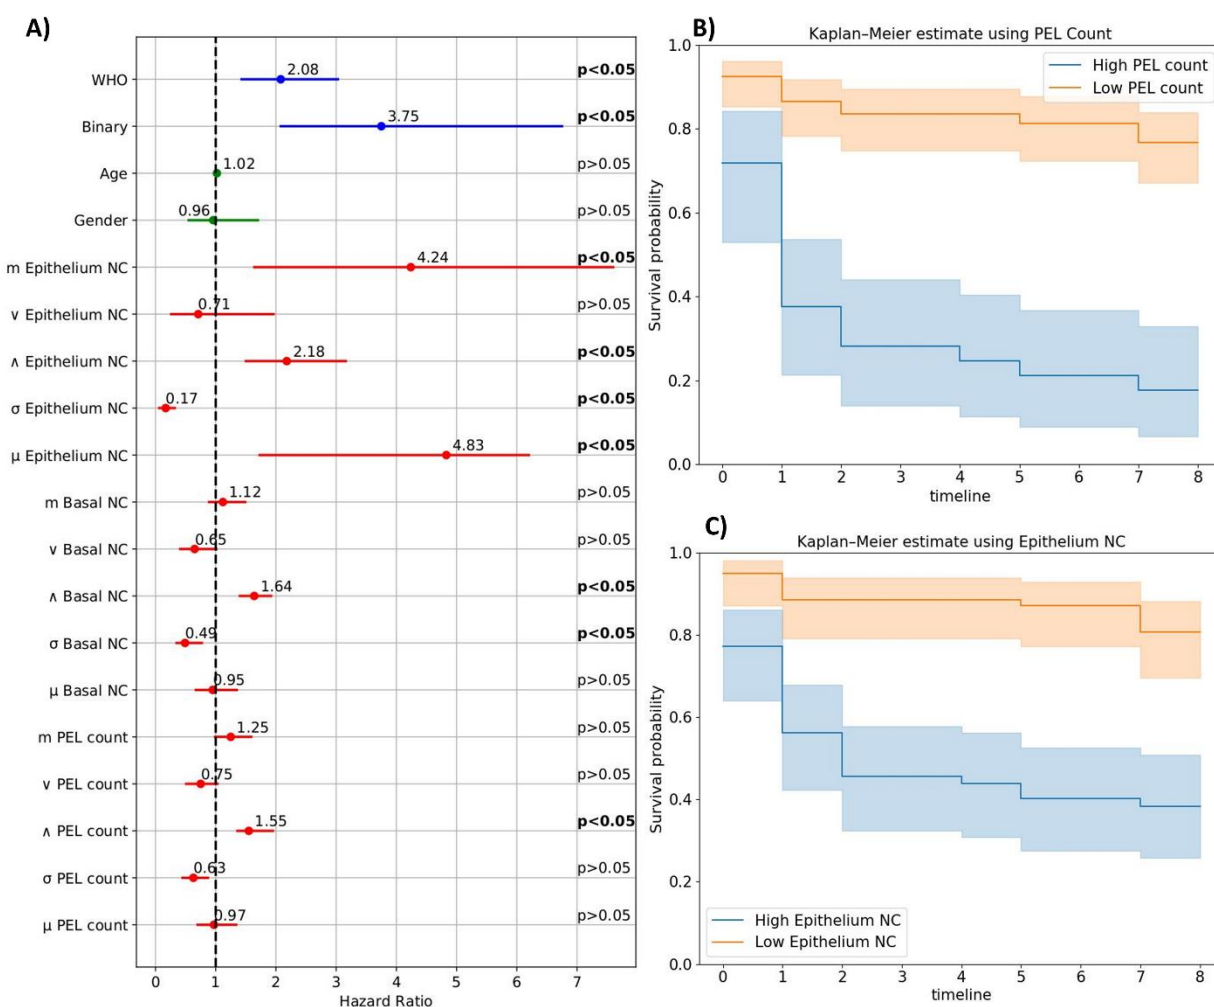 A)
WHO 2.08 p<0.05
Binary 3.75 p<0.05
Age 1.02 p>0.05
Gender 0.96 p>0.05
m Epithelium NC 4.24 p<0.05
∨ Epithelium NC 0.71 p>0.05
∧ Epithelium NC 2.18 p<0.05
σ Epithelium NC 0.17 p<0.05
μ Epithelium NC 4.83 p<0.05
m Basal NC 1.12 p>0.05
∨ Basal NC 0.65 p>0.05
∧ Basal NC 1.64 p<0.05
σ Basal NC 0.49 p<0.05
μ Basal NC 0.95 p>0.05
m PEL count 1.25 p>0.05
∨ PEL count 0.75 p>0.05
∧ PEL count 1.55 p<0.05
σ PEL count 0.63 p>0.05
μ PEL count 0.97 p>0.05
0 1 2 3 4 5 6 7
Hazard Ratio
B)
Kaplan–Meier estimate using PEL Count
High PEL count
Low PEL count
Survival probability
1.0
0.8
0.6
0.4
0.2
0.0
0 1 2 3 4 5 6 7 8
timeline
C)
Kaplan–Meier estimate using Epithelium NC
Survival probability
1.0
0.8
0.6
0.4
0.2
0.0
High Epithelium NC
Low Epithelium NC
0 1 2 3 4 5 6 7 8
timeline